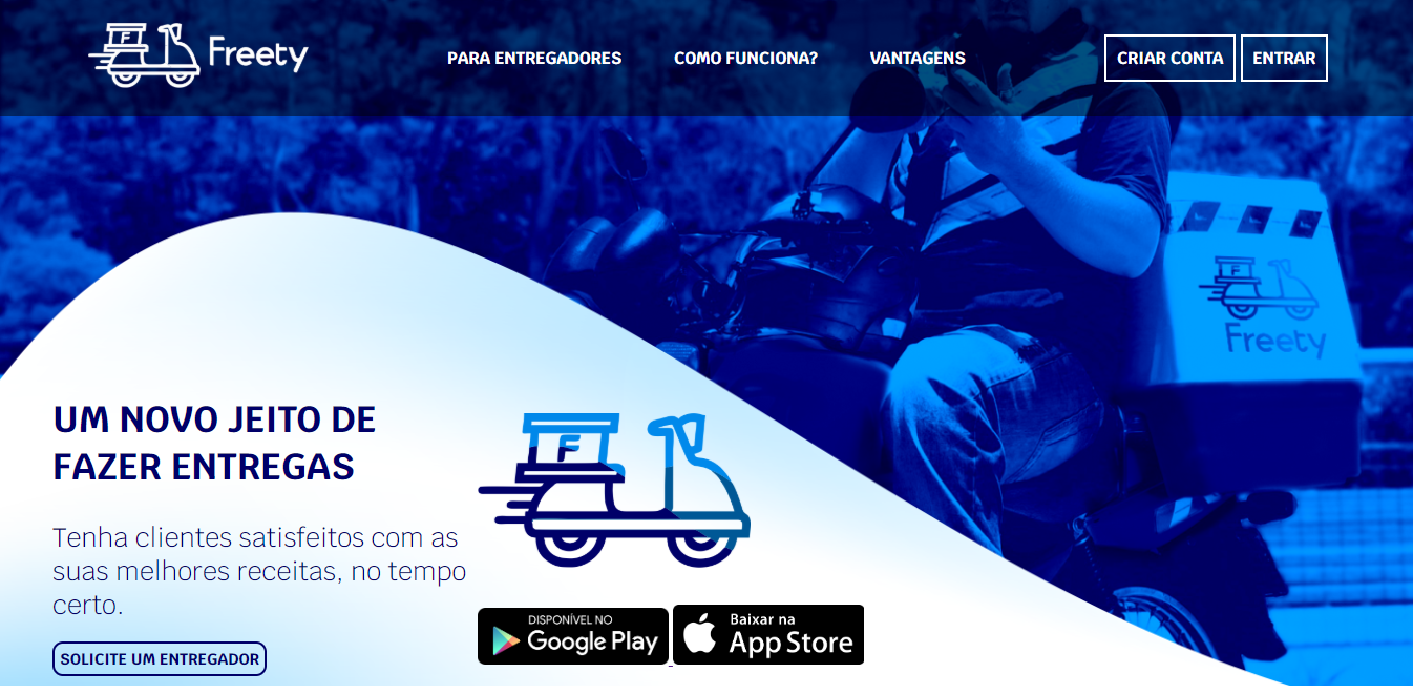 F
Freety
PARA ENTREGADORES
COMO FUNCIONA?
VANTAGENS
CRIAR CONTA
ENTRAR
F
Freety
UM NOVO JEITO DE
FAZER ENTREGAS
F
Tenha clientes satisfeitos com as
suas melhores receitas, no tempo
certo.
SOLICITE UM ENTREGADOR
DISPONÍVEL NO
Google Play
Baixar na
App Store